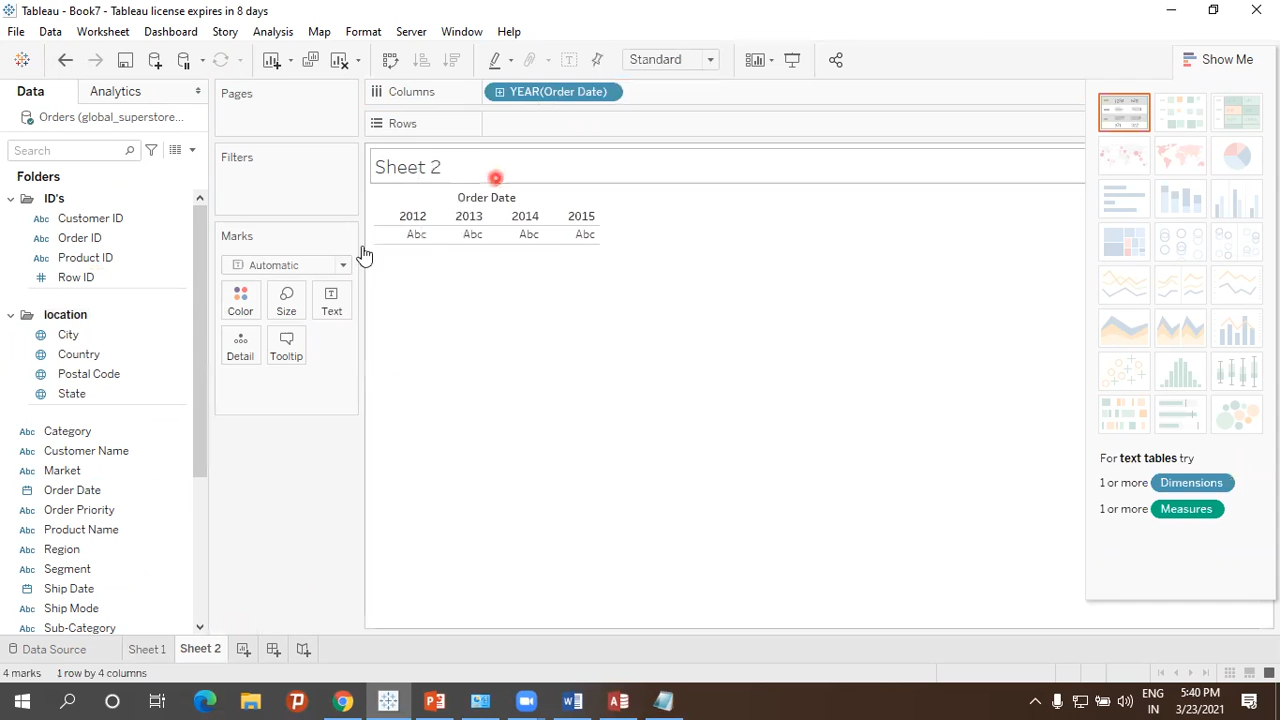 Tableau - Book7 - Tableau license expires in 8 days
File Data Worksheet Dashboard Story Analysis Map Format Server Window Help
Standard
Show Me
Data Analytics
Pages
Columns YEAR(Order Date)
Orders (global_superstore...
Rows
Search
Filters
Sheet 2
Folders
ID's
Customer ID
Order ID
Product ID
Row ID
Order Date
2012 2013 2014 2015
Abc Abc Abc Abc
Marks
Automatic
Color Size Text
Detail Tooltip
location
City
Country
Postal Code
State
Abc Category
Abc Customer Name
Abc Market
Order Date
Abc Order Priority
Abc Product Name
Abc Region
Abc Segment
Ship Date
Abc Ship Mode
Abc Sub-Category
For text tables try
1 or more Dimensions
1 or more Measures
Data Source Sheet 1 Sheet 2
4 marks 1 row by 4 columns
ENG
IN
5:40 PM
3/23/2021